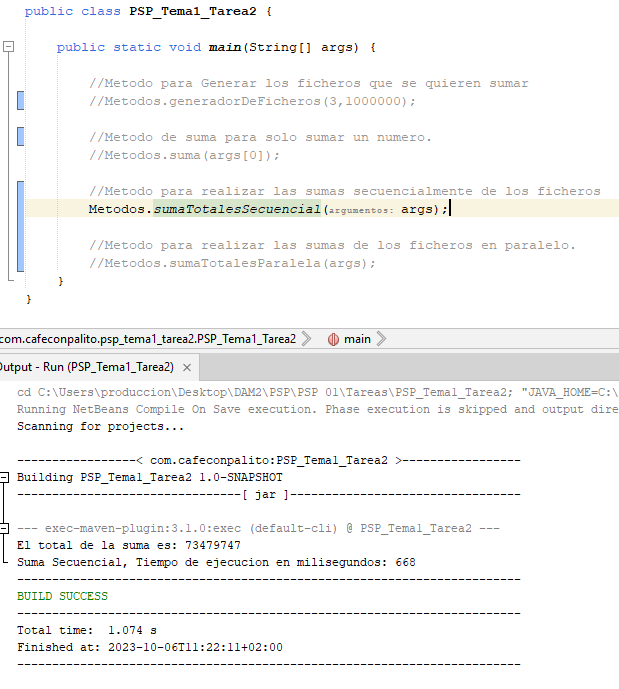 public class PSP_Tema1_Tarea2 {
public static void main(String[] args) {
//Metodo para Generar los ficheros que se quieren sumar
//Metodos.generadorDeFicheros(3,1000000);
//Metodo de suma para solo sumar un numero.
//Metodos.suma(args[0]);
//Metodo para realizar las sumas secuencialmente de los ficheros
Metodos.sumaTotalesSecuencial(argumentos: args);
//Metodo para realizar las sumas de los ficheros en paralelo.
//Metodos.sumaTotalesParalela(args);
}
}
com.cafeconpalito.psp_tema1_tarea2.PSP_Tema1_Tarea2 > main >
Output - Run (PSP_Tema1_Tarea2) ×
cd C:\Users\produccion\Desktop\DAM2\PSP\PSP 01\Tareas\PSP_Tema1_Tarea2; "JAVA_HOME=C:\
Running NetBeans Compile On Save execution. Phase execution is skipped and output dire
Scanning for projects...
-----------------< com.cafeconpalito:PSP_Tema1_Tarea2 >-----------------
Building PSP_Tema1_Tarea2 1.0-SNAPSHOT
--------------------------------[ jar ]---------------------------------
--- exec-maven-plugin:3.1.0:exec (default-cli) @ PSP_Tema1_Tarea2 ---
El total de la suma es: 73479747
Suma Secuencial, Tiempo de ejecucion en milisegundos: 668
------------------------------------------------------------------------
BUILD SUCCESS
------------------------------------------------------------------------
Total time:  1.074 s
Finished at: 2023-10-06T11:22:11+02:00
------------------------------------------------------------------------